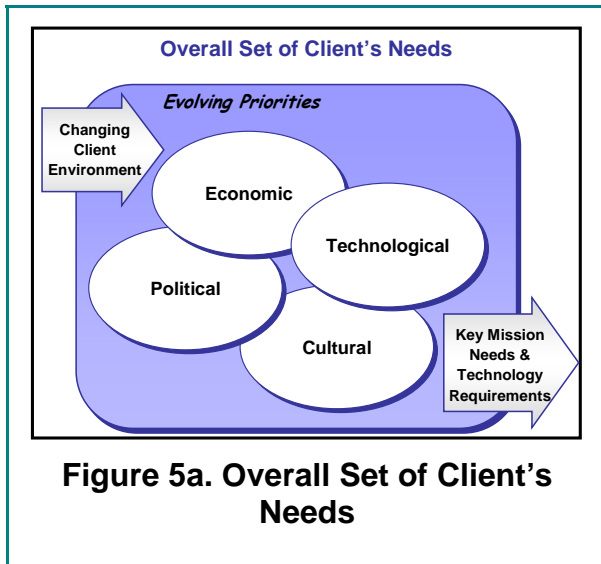 Overall Set of Client's Needs
Evolving Priorities
Changing
Client
Environment
Economic
Technological
Political
Cultural
Key Mission
Needs &
Technology
Requirements
Figure 5a. Overall Set of Client's
Needs